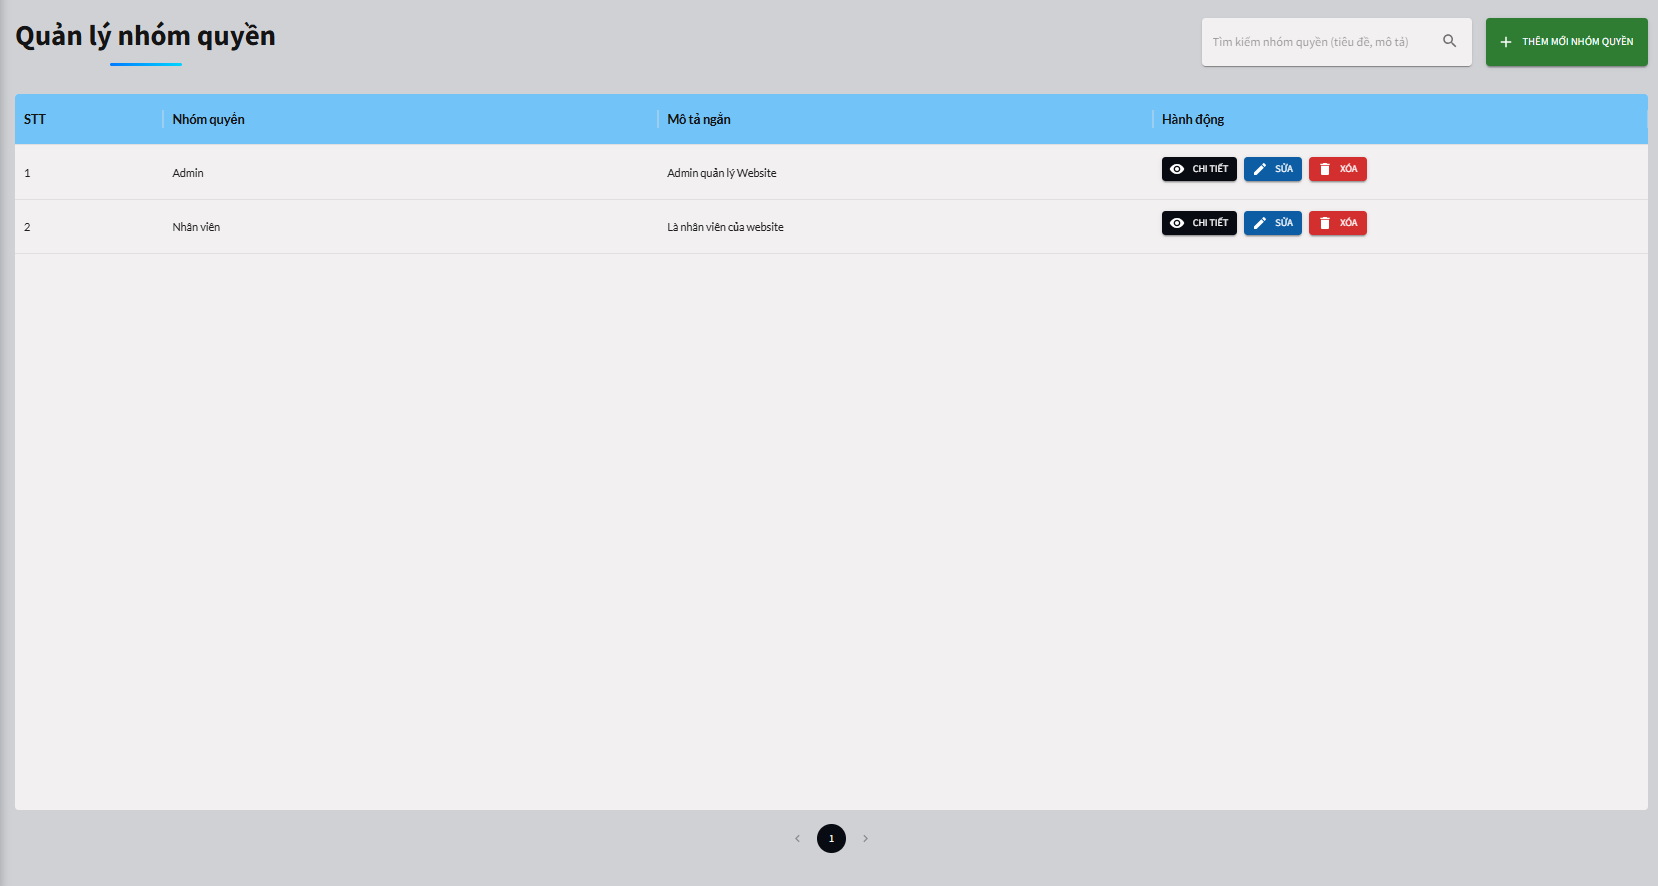 Quản lý nhóm quyền
Tìm kiếm nhóm quyền (tiêu đề, mô tả)
THÊM MỚI NHÓM QUYỀN
STT Nhóm quyền Mô tả ngắn Hành động
1 Admin Admin quản lý Website CHI TIẾT SỬA XÓA
2 Nhân viên Là nhân viên của website CHI TIẾT SỬA XÓA
1